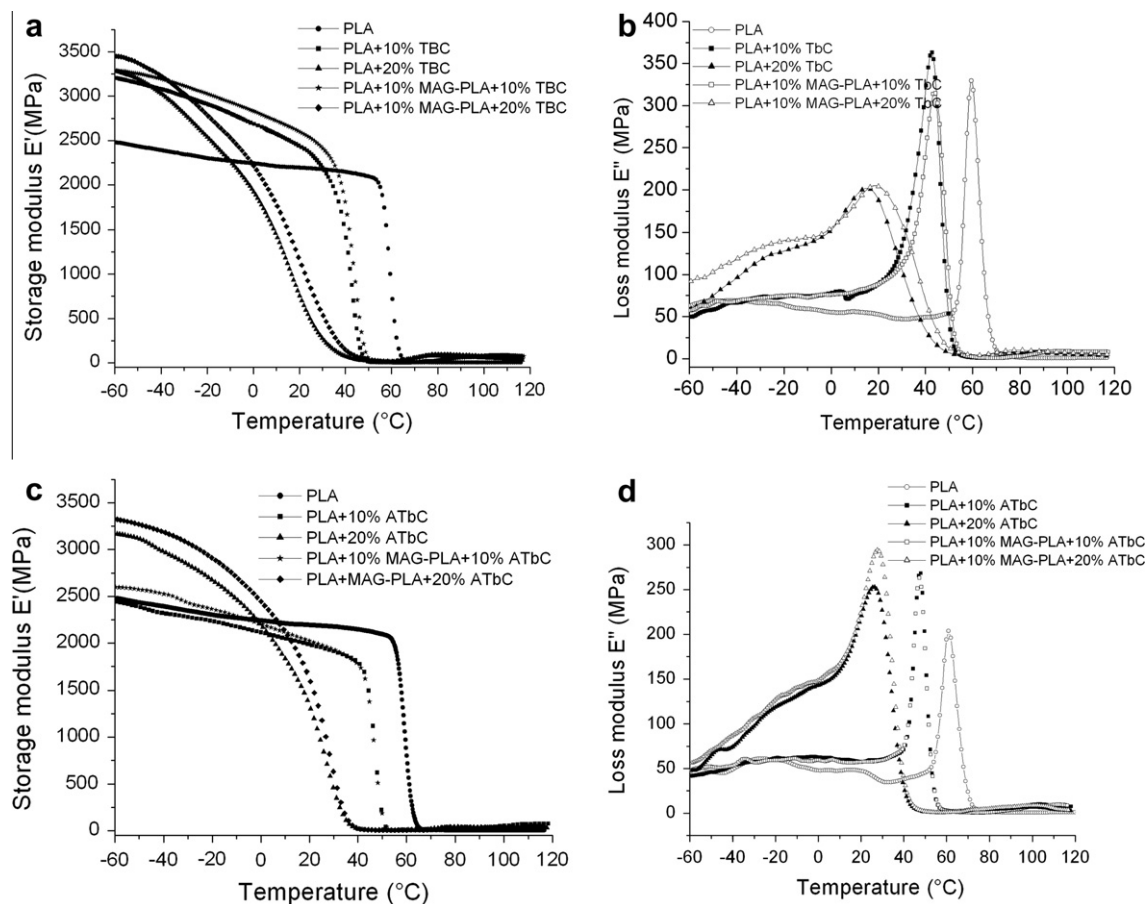 a
PLA
PLA+10% TBC
PLA+20% TBC
PLA+10% MAG-PLA+10% TBC
PLA+10% MAG-PLA+20% TBC
3500
3000
2500
2000
1500
1000
500
0
Storage modulus E'(MPa)
-60 -40 -20 0 20 40 60 80 100 120
Temperature (°C)
b
PLA
PLA+10% TbC
PLA+20% TbC
PLA+10% MAG-PLA+10% TbC
PLA+10% MAG-PLA+20% TbC
400
350
300
250
200
150
100
50
0
Loss modulus E" (MPa)
-60 -40 -20 0 20 40 60 80 100 120
Temperature (°C)
c
PLA
PLA+10% ATbC
PLA+20% ATbC
PLA+10% MAG-PLA+10% ATbC
PLA+MAG-PLA+20% ATbC
3500
3000
2500
2000
1500
1000
500
0
Storage modulus E'(MPa)
-60 -40 -20 0 20 40 60 80 100 120
Temperature (°C)
d
PLA
PLA+10% ATbC
PLA+20% ATbC
PLA+10% MAG-PLA+10% ATbC
PLA+10% MAG-PLA+20% ATbC
300
250
200
150
100
50
0
Loss modulus E" (MPa)
-60 -40 -20 0 20 40 60 80 100 120
Temperature (°C)